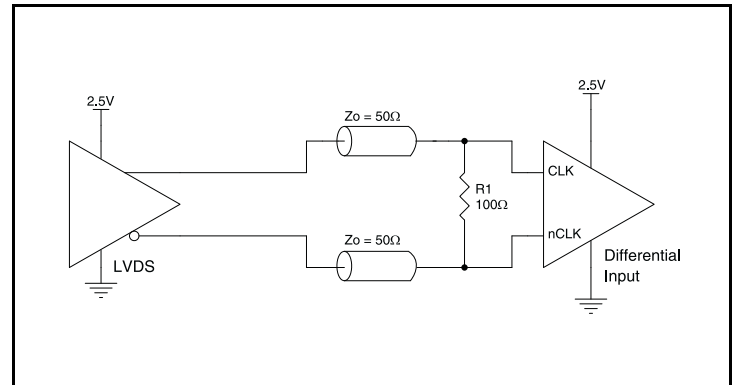 2.5V
2.5V
Zo = 50Ω
CLK
R1
100Ω
nCLK
Zo = 50Ω
LVDS
Differential
Input